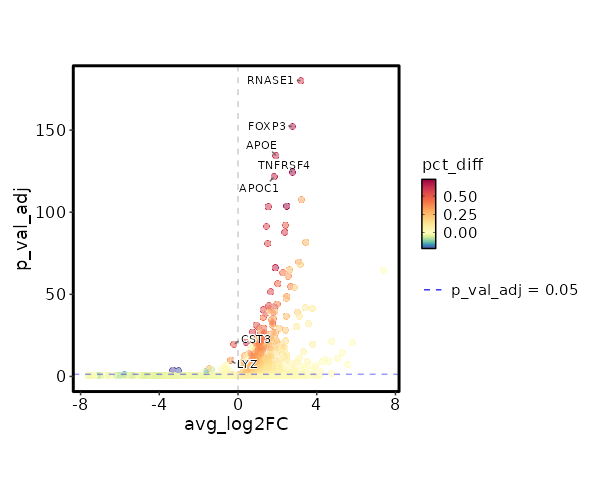 RNASE1
FOXP3
APOE
TNFRSF4
APOC1
CST3
LYZ
150
100
50
0
-8
-4
0
4
8
avg_log2FC
p_val_adj
pct_diff
0.50
0.25
0.00
p_val_adj = 0.05